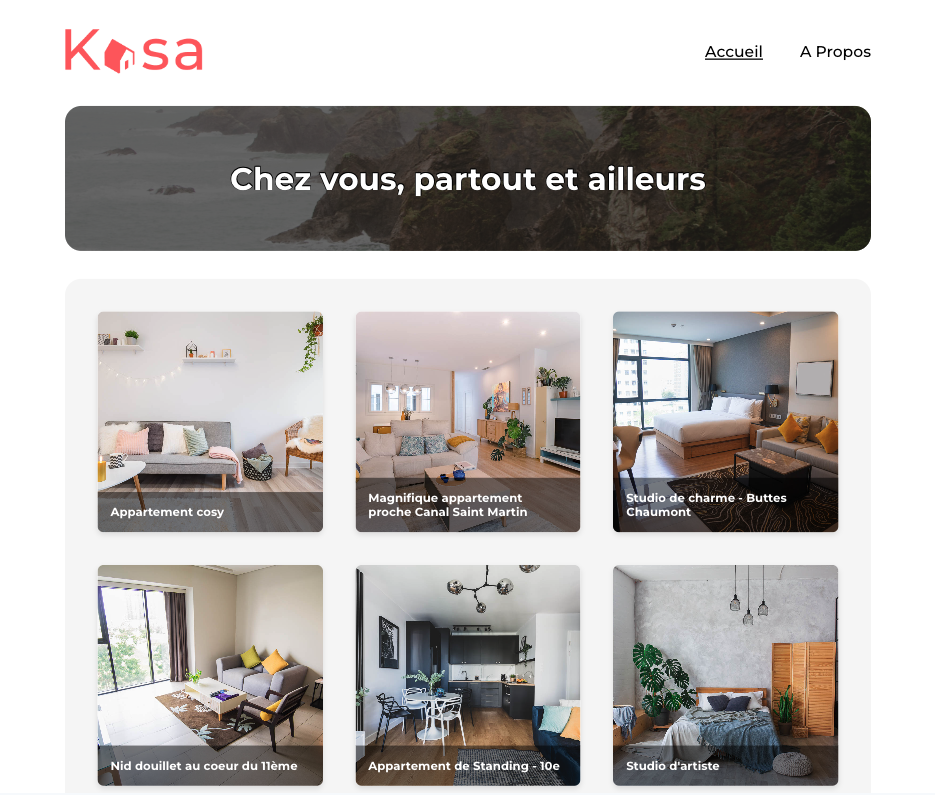 Kasa
Accueil
A Propos
Chez vous, partout et ailleurs
Appartement cosy
Magnifique appartement
proche Canal Saint Martin
Studio de charme - Buttes
Chaumont
Nid douillet au coeur du 11ème
Appartement de Standing - 10e
Studio d'artiste